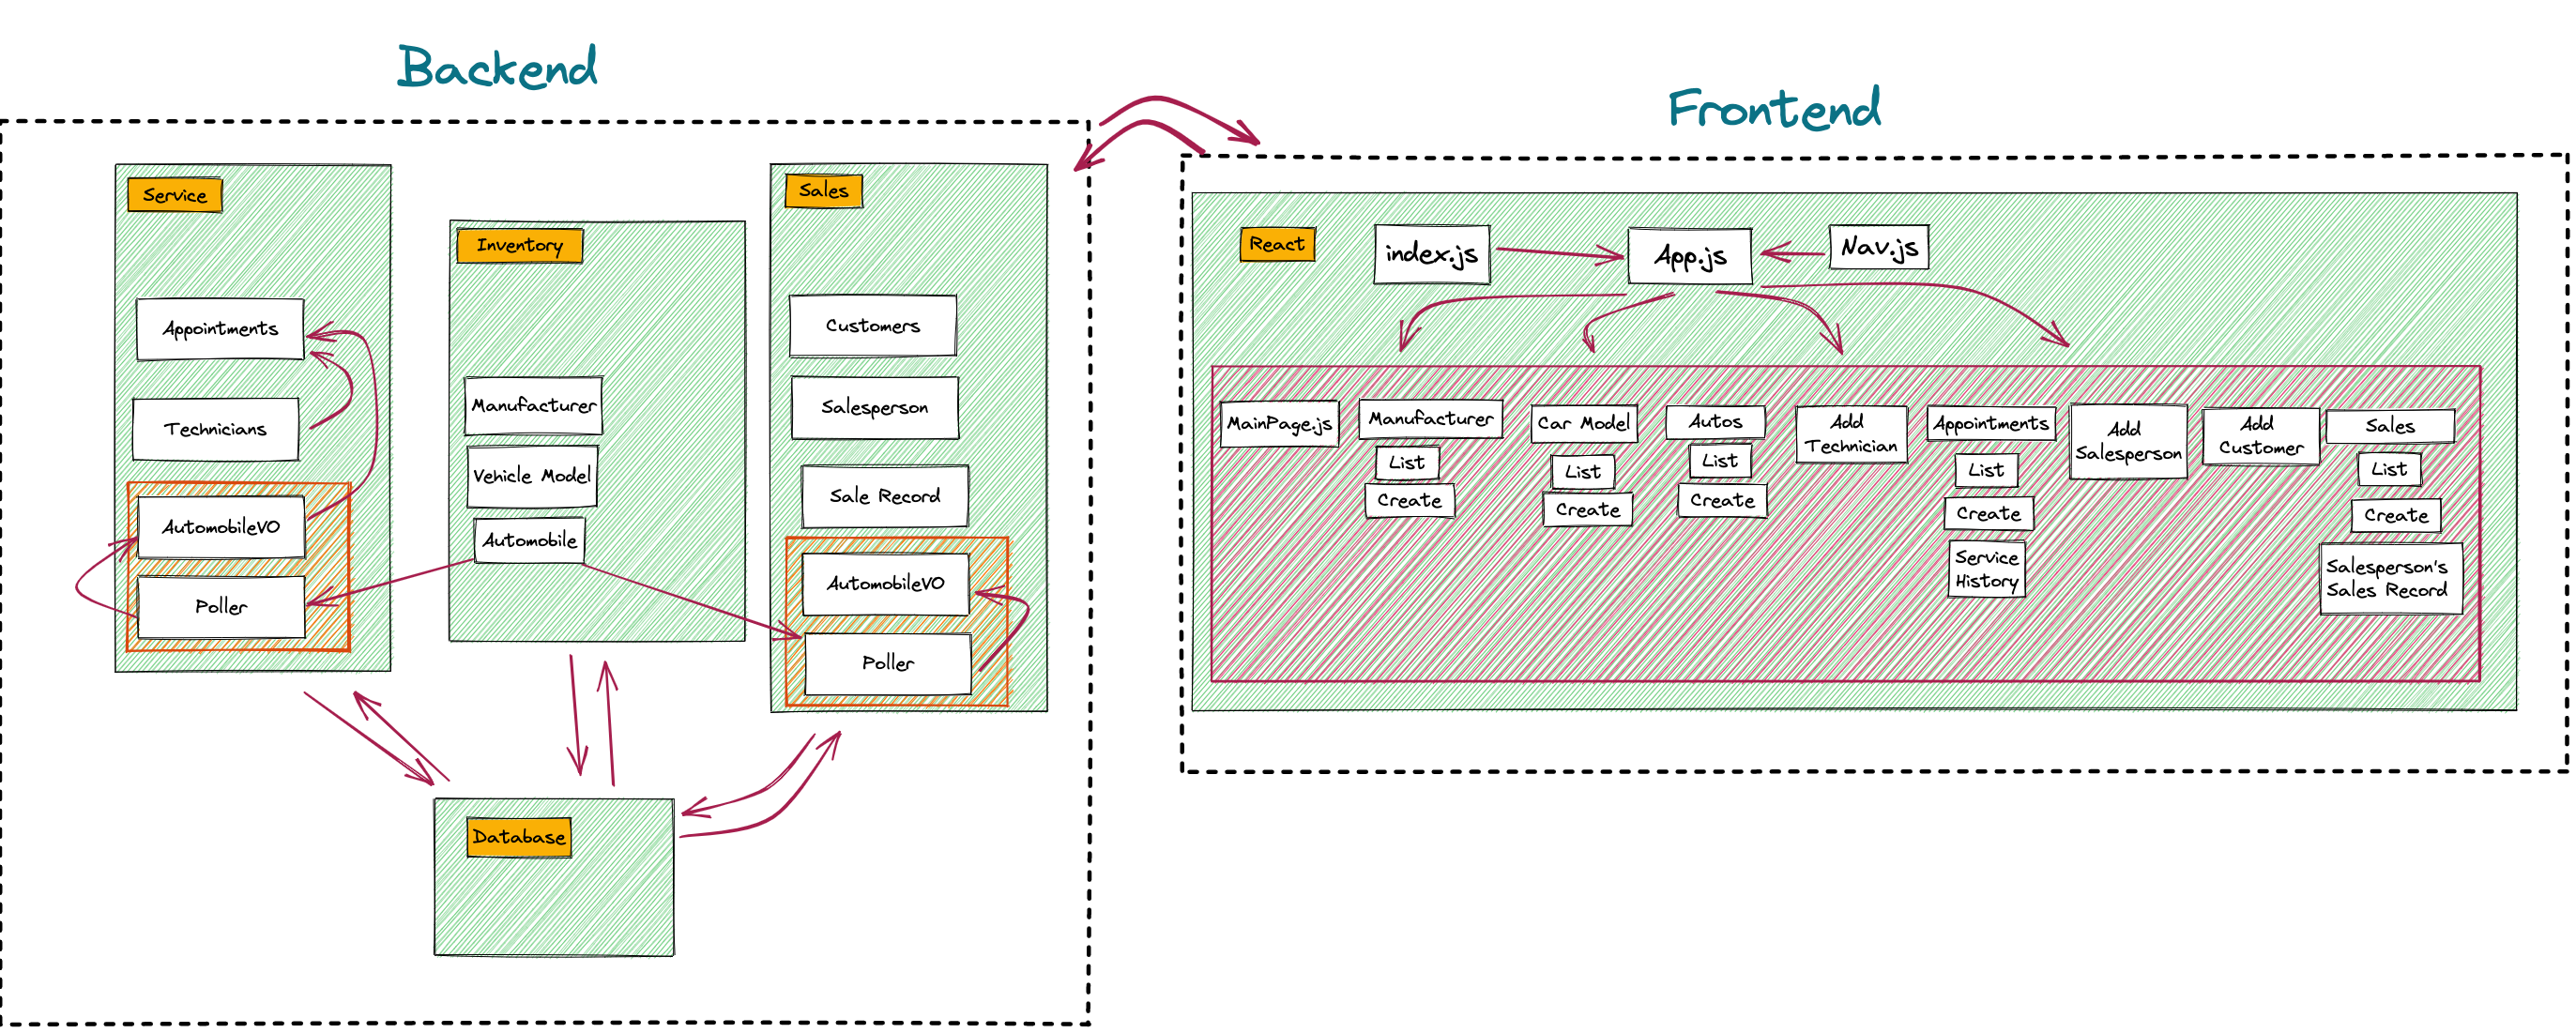 Backend
Service
Appointments
Technicians
AutomobileVO
Poller
Inventory
Manufacturer
Vehicle Model
Automobile
Sales
Customers
Salesperson
Sale Record
AutomobileVO
Poller
Database
Frontend
React
index.js
App.js
Nav.js
MainPage.js
Manufacturer
List
Create
Car Model
List
Create
Autos
List
Create
Add
Technician
Appointments
List
Create
Service
History
Add
Salesperson
Add
Customer
Sales
List
Create
Salesperson's
Sales Record